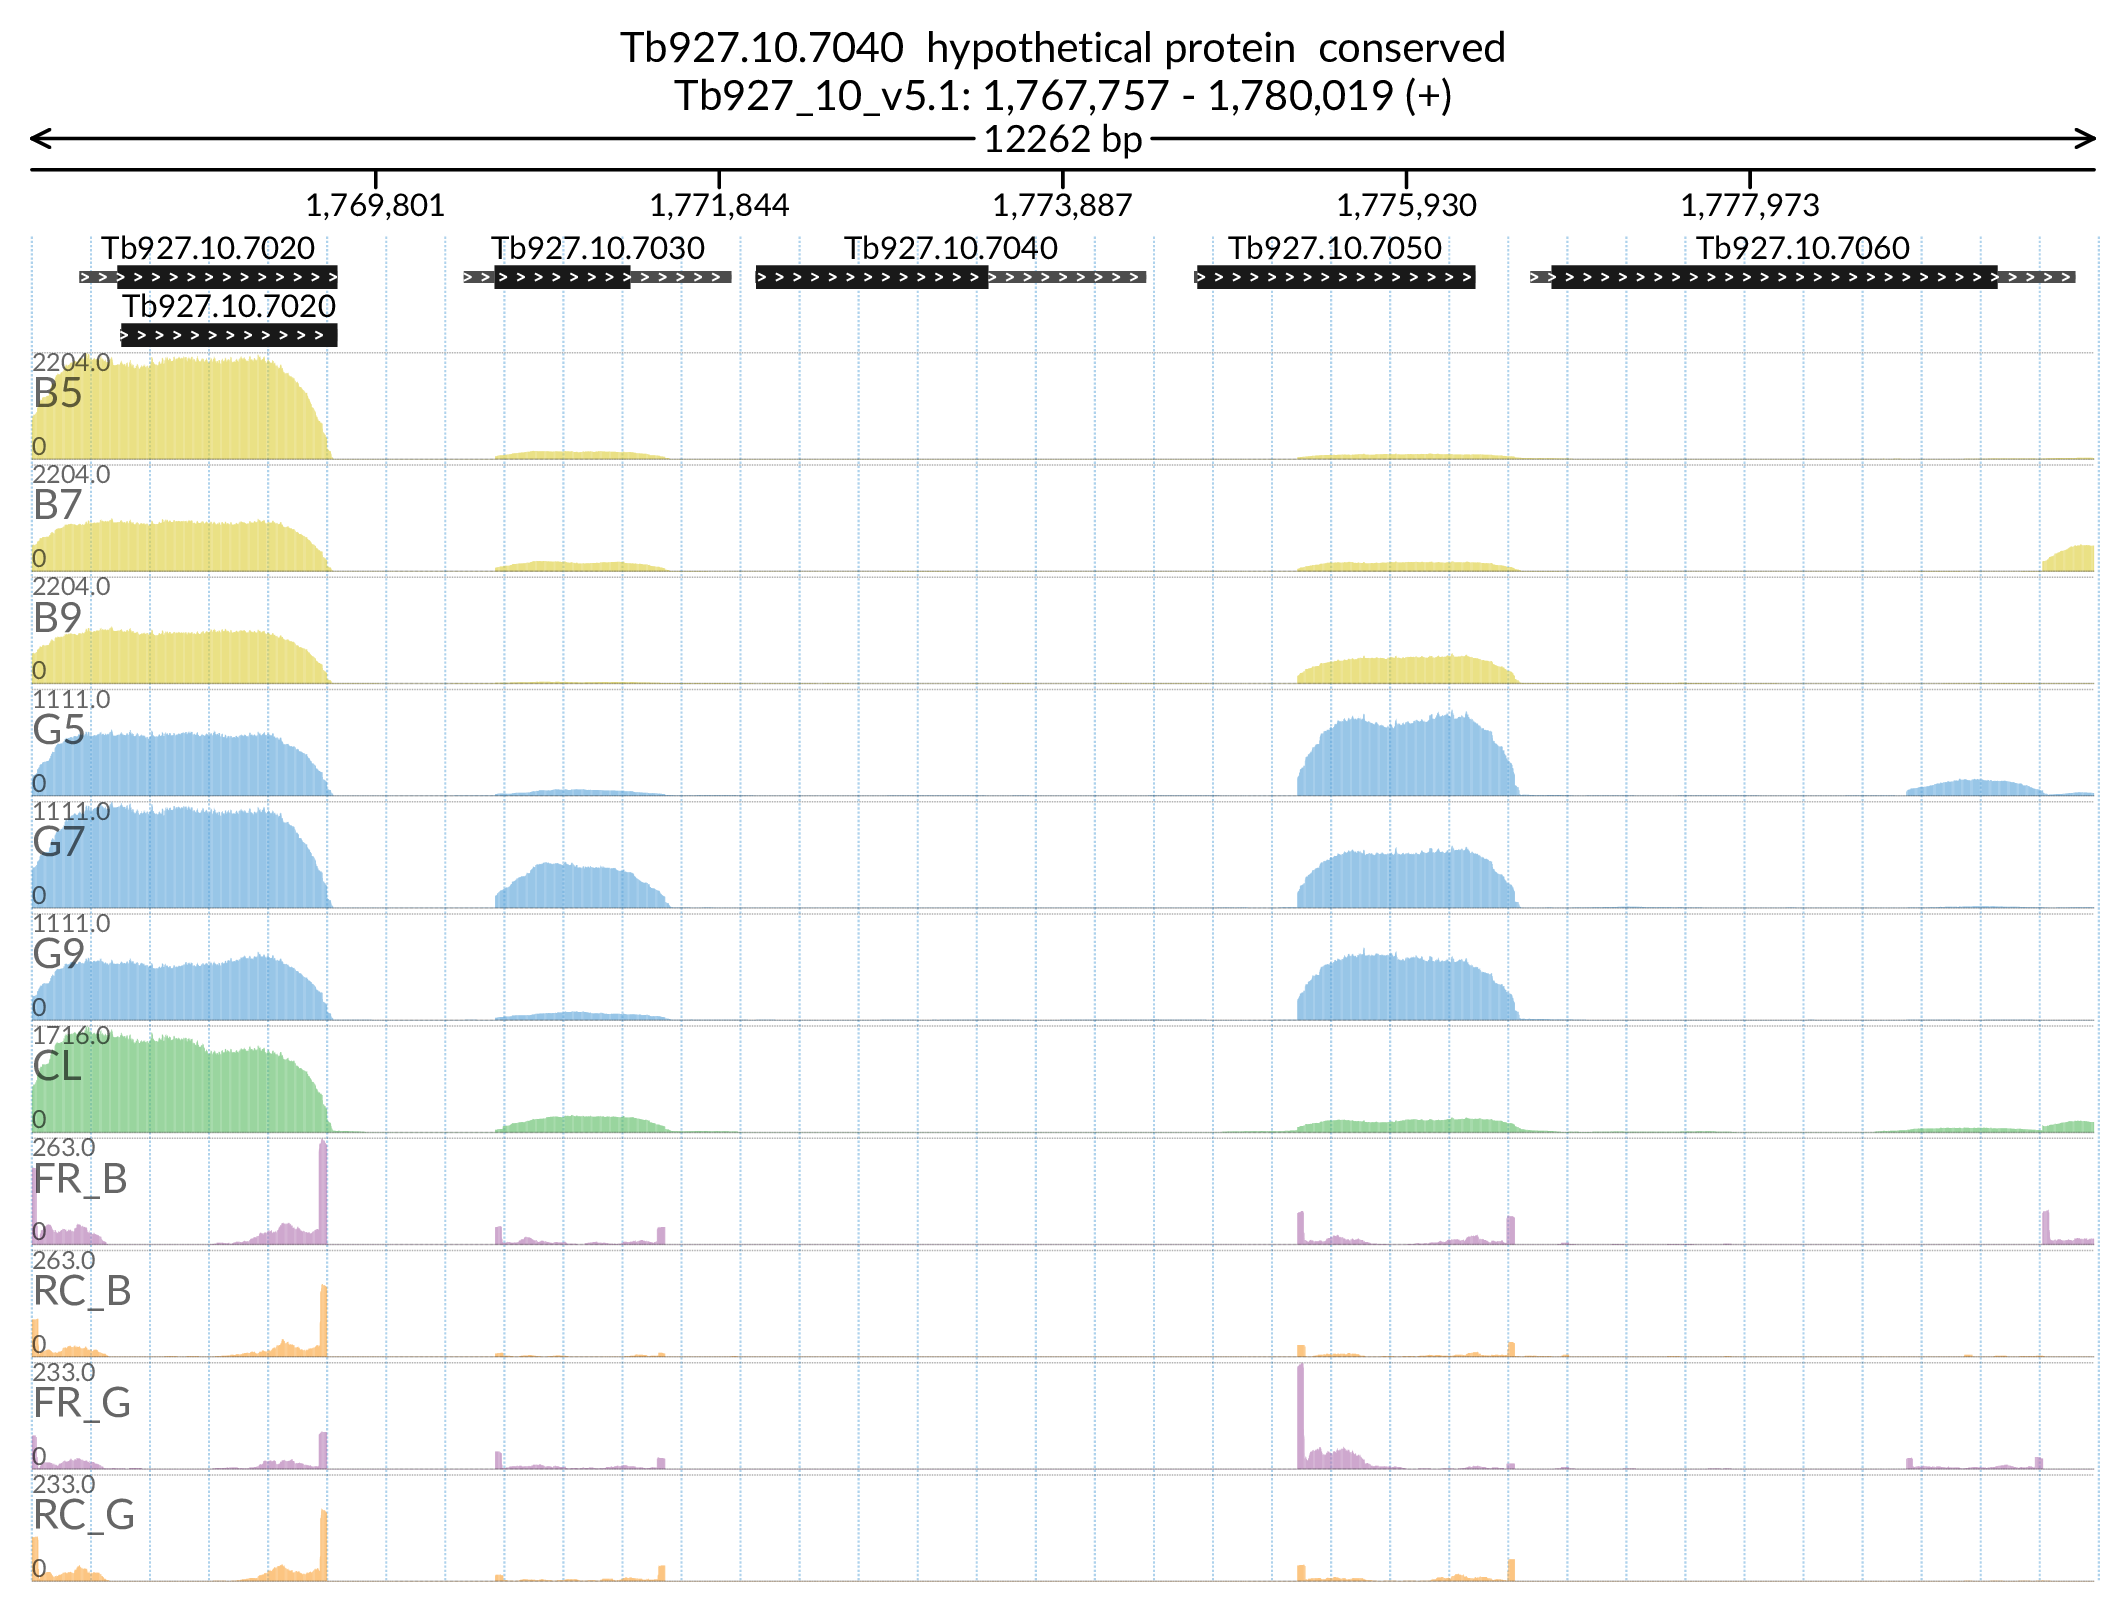 Tb927.10.7040  hypothetical protein  conserved
Tb927_10_v5.1: 1,767,757 - 1,780,019 (+)
12262 bp
1,769,801 1,771,844 1,773,887 1,775,930 1,777,973
Tb927.10.7020 Tb927.10.7030 Tb927.10.7040 Tb927.10.7050 Tb927.10.7060
Tb927.10.7020
2204.0
B5
0
2204.0
B7
0
2204.0
B9
0
1111.0
G5
0
1111.0
G7
0
1111.0
G9
0
1716.0
CL
0
263.0
FR_B
0
263.0
RC_B
0
233.0
FR_G
0
233.0
RC_G
0